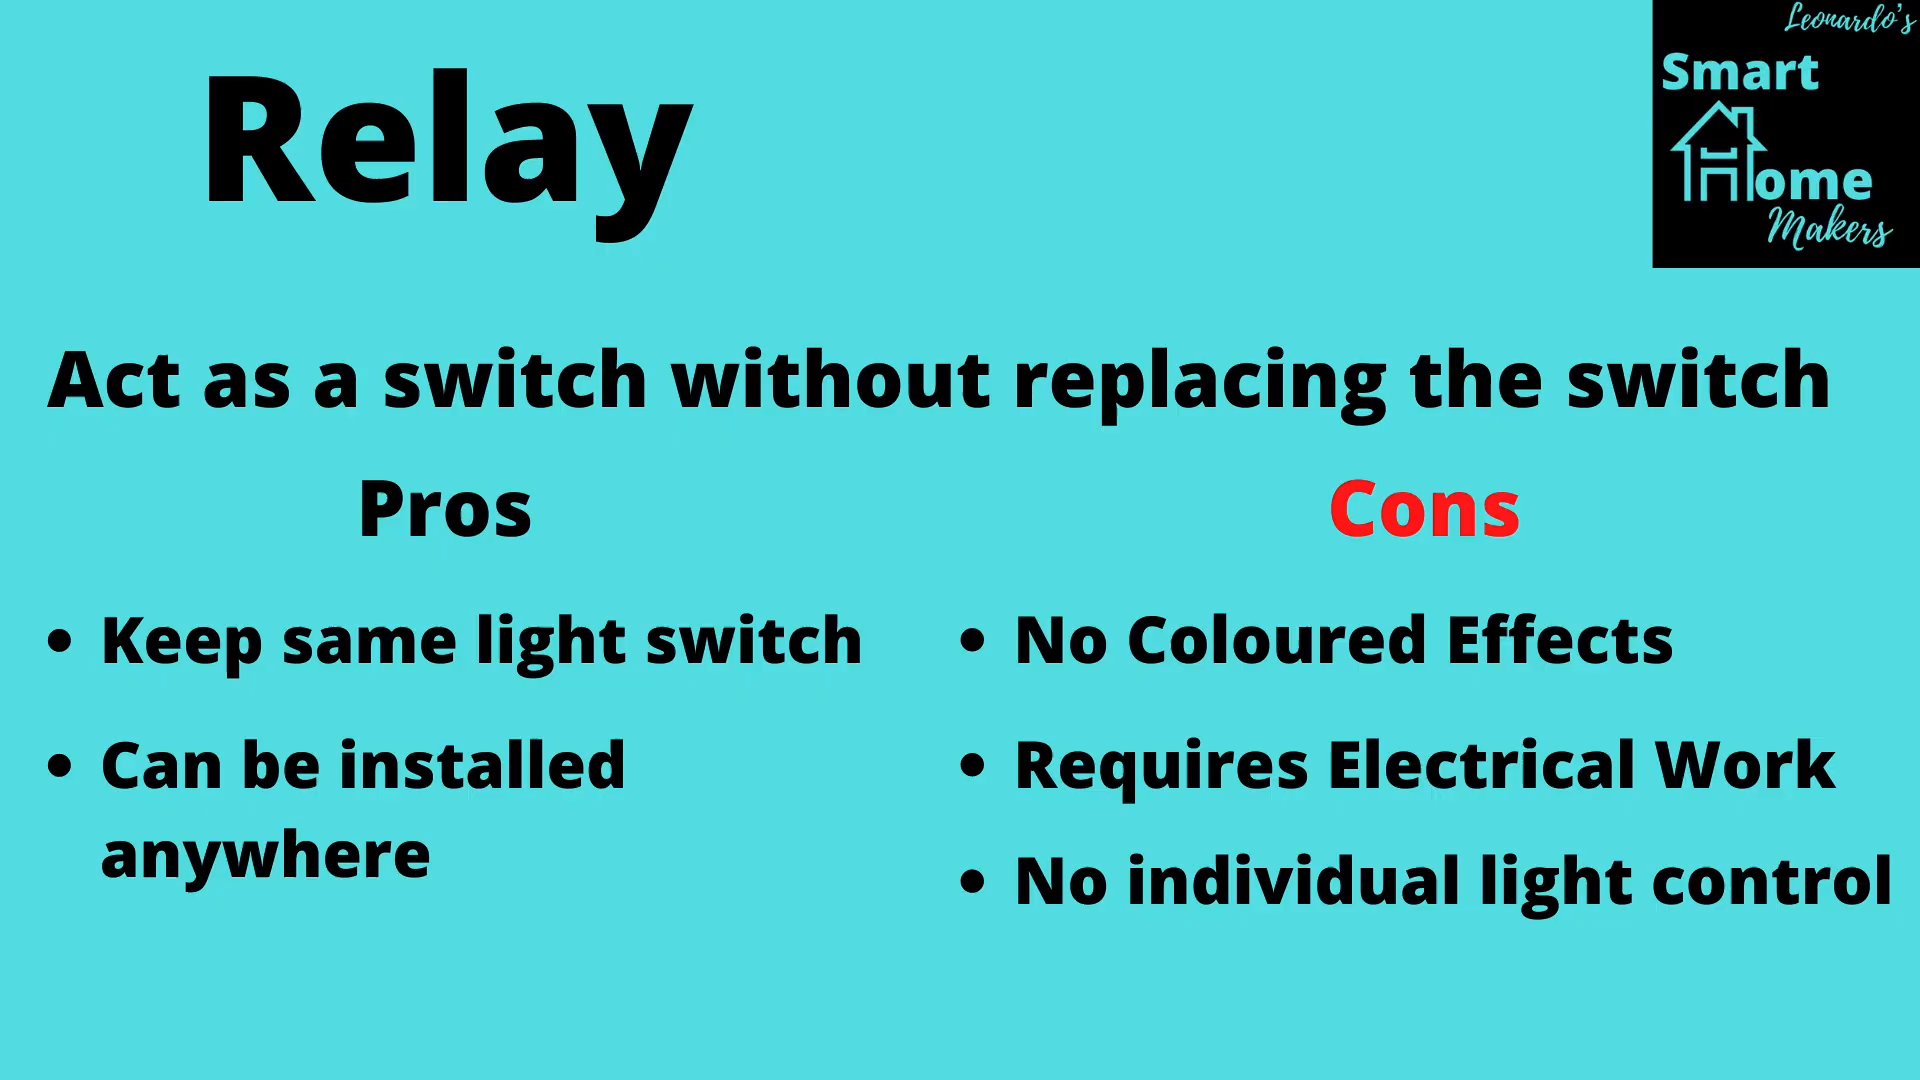 Relay
Leonardo's
Smart
Home
Makers
Act as a switch without replacing the switch
Pros
• Keep same light switch
• Can be installed
anywhere
Cons
• No Coloured Effects
• Requires Electrical Work
• No individual light control